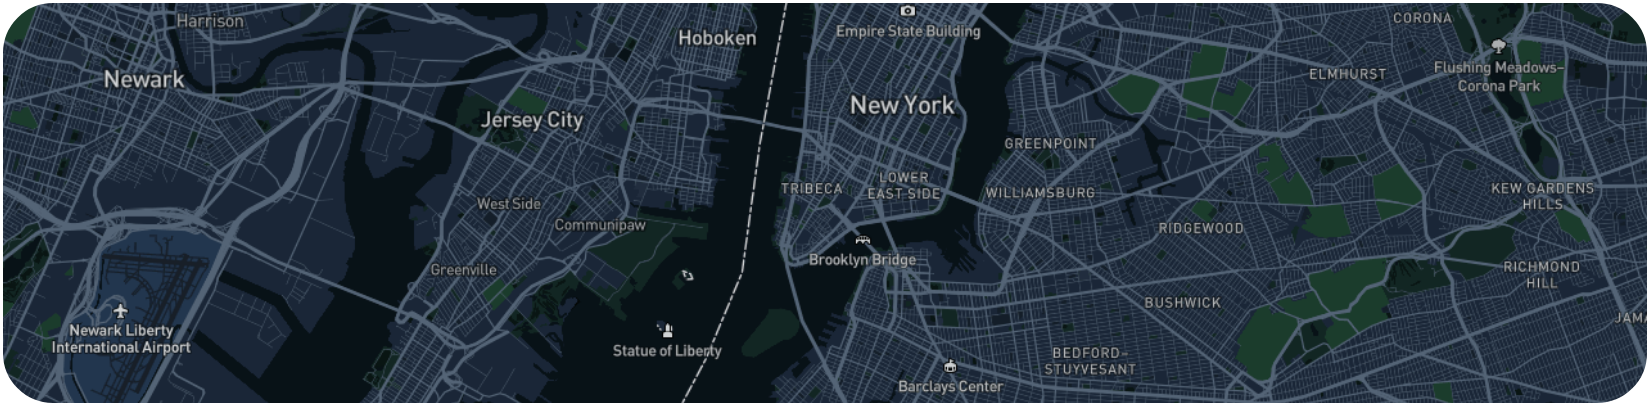 Harrison
CORONA
Empire State Building
Hoboken
Flushing Meadows–
Corona Park
ELMHURST
Newark
New York
Jersey City
GREENPOINT
TRIBECA
LOWER
EAST SIDE
WILLIAMSBURG
KEW GARDENS
HILLS
West Side
Communipaw
RIDGEWOOD
Brooklyn Bridge
Greenville
RICHMOND
HILL
BUSHWICK
JAMA
Newark Liberty
International Airport
Statue of Liberty
BEDFORD–
STUYVESANT
Barclays Center